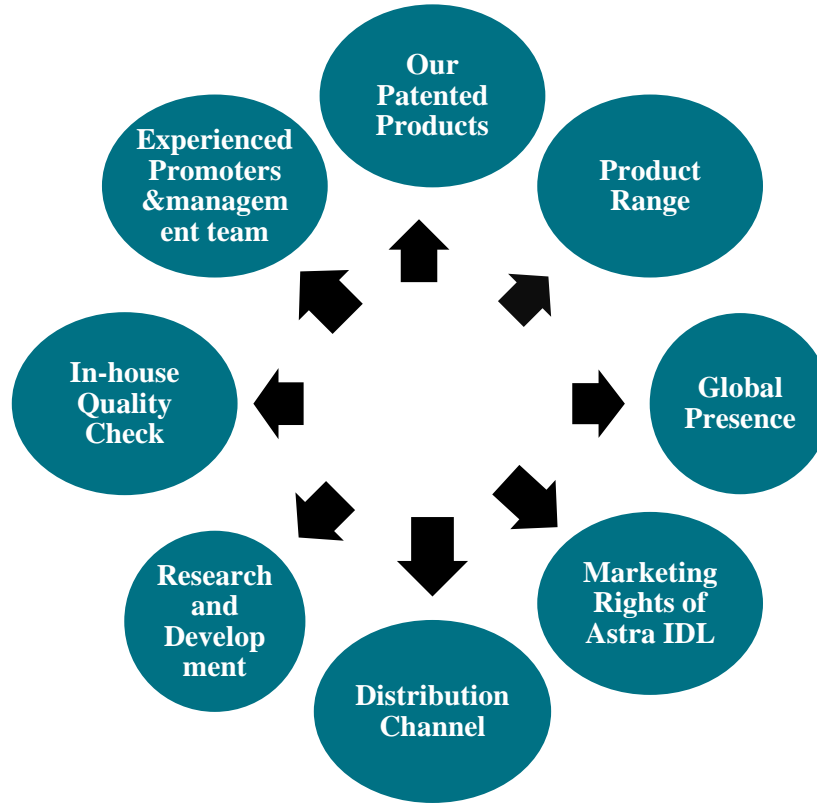 Our
Patented
Products
Product
Range
Global
Presence
Marketing
Rights of
Astra IDL
Distribution
Channel
Research
and
Develop
ment
In-house
Quality
Check
Experienced
Promoters
&managem
ent team